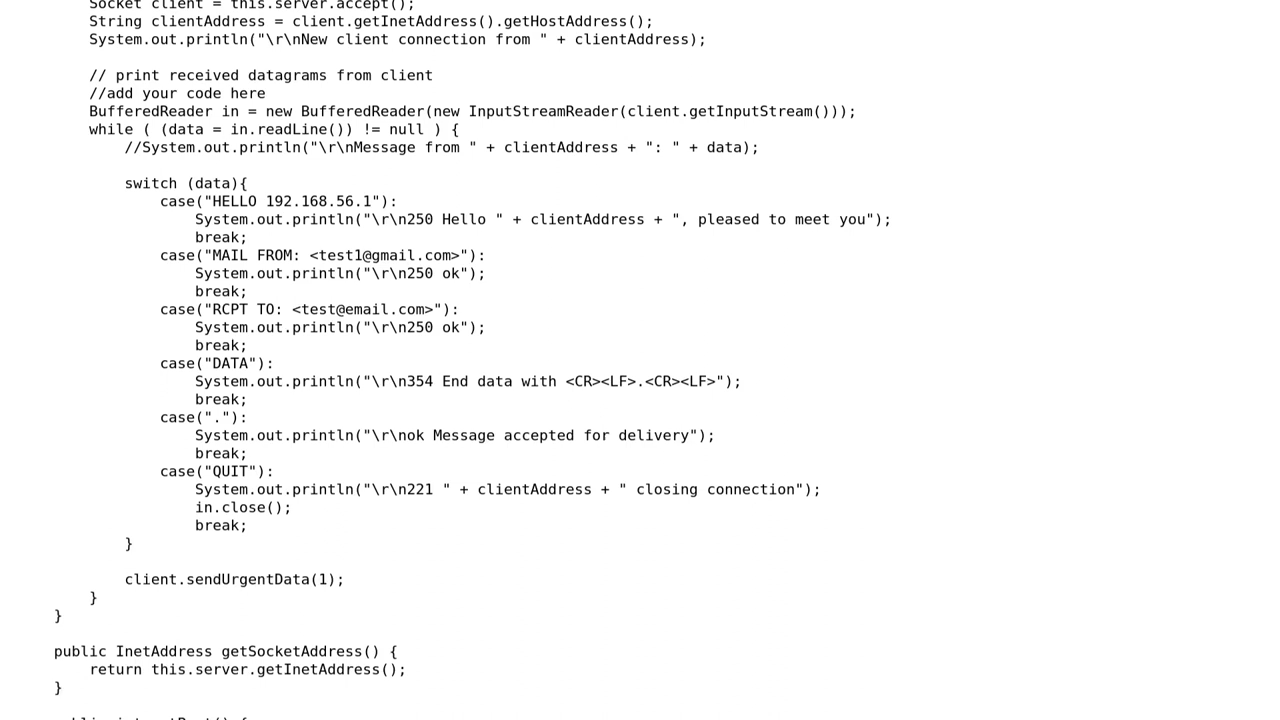 Socket client = this.server.accept();
String clientAddress = client.getInetAddress().getHostAddress();
System.out.println("\r\nNew client connection from " + clientAddress);
// print received datagrams from client
//add your code here
BufferedReader in = new BufferedReader(new InputStreamReader(client.getInputStream()));
while ( (data = in.readLine()) != null ) {
//System.out.println("\r\nMessage from " + clientAddress + ": " + data);
switch (data){
case("HELLO 192.168.56.1"):
System.out.println("\r\n250 Hello " + clientAddress + ", pleased to meet you");
break;
case("MAIL FROM: <test1@gmail.com>"):
System.out.println("\r\n250 ok");
break;
case("RCPT TO: <test@email.com>"):
System.out.println("\r\n250 ok");
break;
case("DATA"):
System.out.println("\r\n354 End data with <CR><LF>.<CR><LF>");
break;
case("."):
System.out.println("\r\nok Message accepted for delivery");
break;
case("QUIT"):
System.out.println("\r\n221 " + clientAddress + " closing connection");
in.close();
break;
}
client.sendUrgentData(1);
}
}
public InetAddress getSocketAddress() {
return this.server.getInetAddress();
}